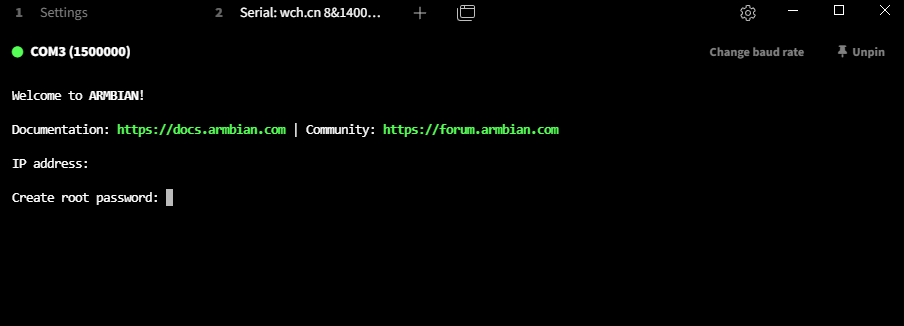 1 Settings 2 Serial: wch.cn 8&1400...
COM3 (1500000) Change baud rate Unpin
Welcome to ARMBIAN!
Documentation: https://docs.armbian.com | Community: https://forum.armbian.com
IP address:
Create root password: